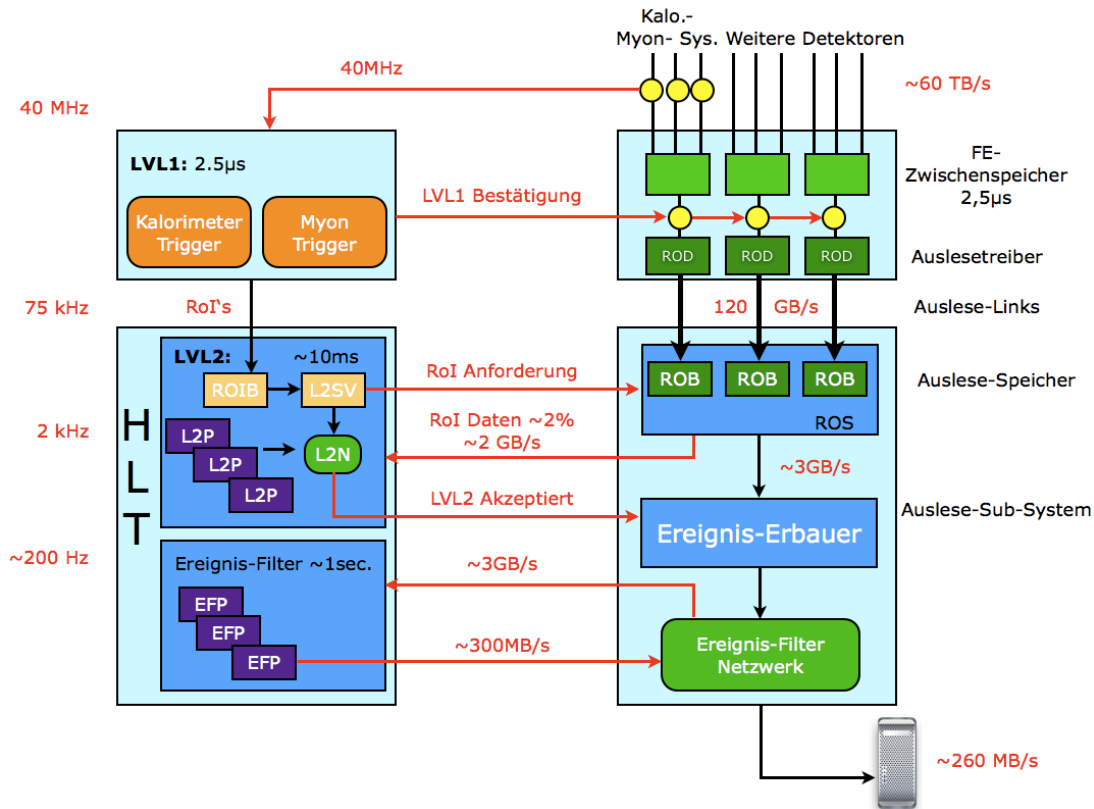 Kalo.-
Myon- Sys. Weitere Detektoren
40MHz
~60 TB/s
40 MHz
LVL1: 2.5µs
Kalorimeter
Trigger
Myon
Trigger
LVL1 Bestätigung
FE-
Zwischenspeicher
2,5µs
ROD
ROD
ROD
Auslesetreiber
75 kHz
RoI's
120 GB/s
Auslese-Links
HLT
LVL2: ~10ms
ROIB
L2SV
RoI Anforderung
ROB
ROB
ROB
Auslese-Speicher
ROS
2 kHz
L2P
L2P
L2P
L2N
RoI Daten ~2%
~2 GB/s
~3GB/s
LVL2 Akzeptiert
Ereignis-Erbauer
Auslese-Sub-System
~200 Hz
Ereignis-Filter ~1sec.
~3GB/s
EFP
EFP
EFP
~300MB/s
Ereignis-Filter
Netzwerk
~260 MB/s